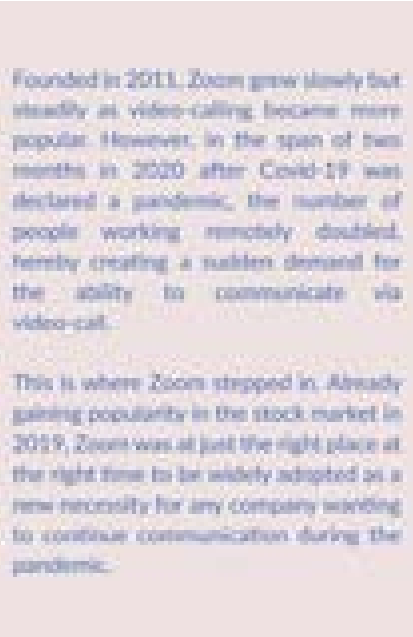 Founded in 2011, Zoom grew slowly but
steadily as video-calling became more
popular. However, in the span of two
months in 2020 after Covid-19 was
declared a pandemic, the number of
people working remotely doubled,
hereby creating a sudden demand for
the ability to communicate via
video-call.
This is where Zoom stepped in. Already
gaining popularity in the stock market in
2019, Zoom was at just the right place at
the right time to be widely adopted as a
new necessity for any company wanting
to continue communication during the
pandemic.